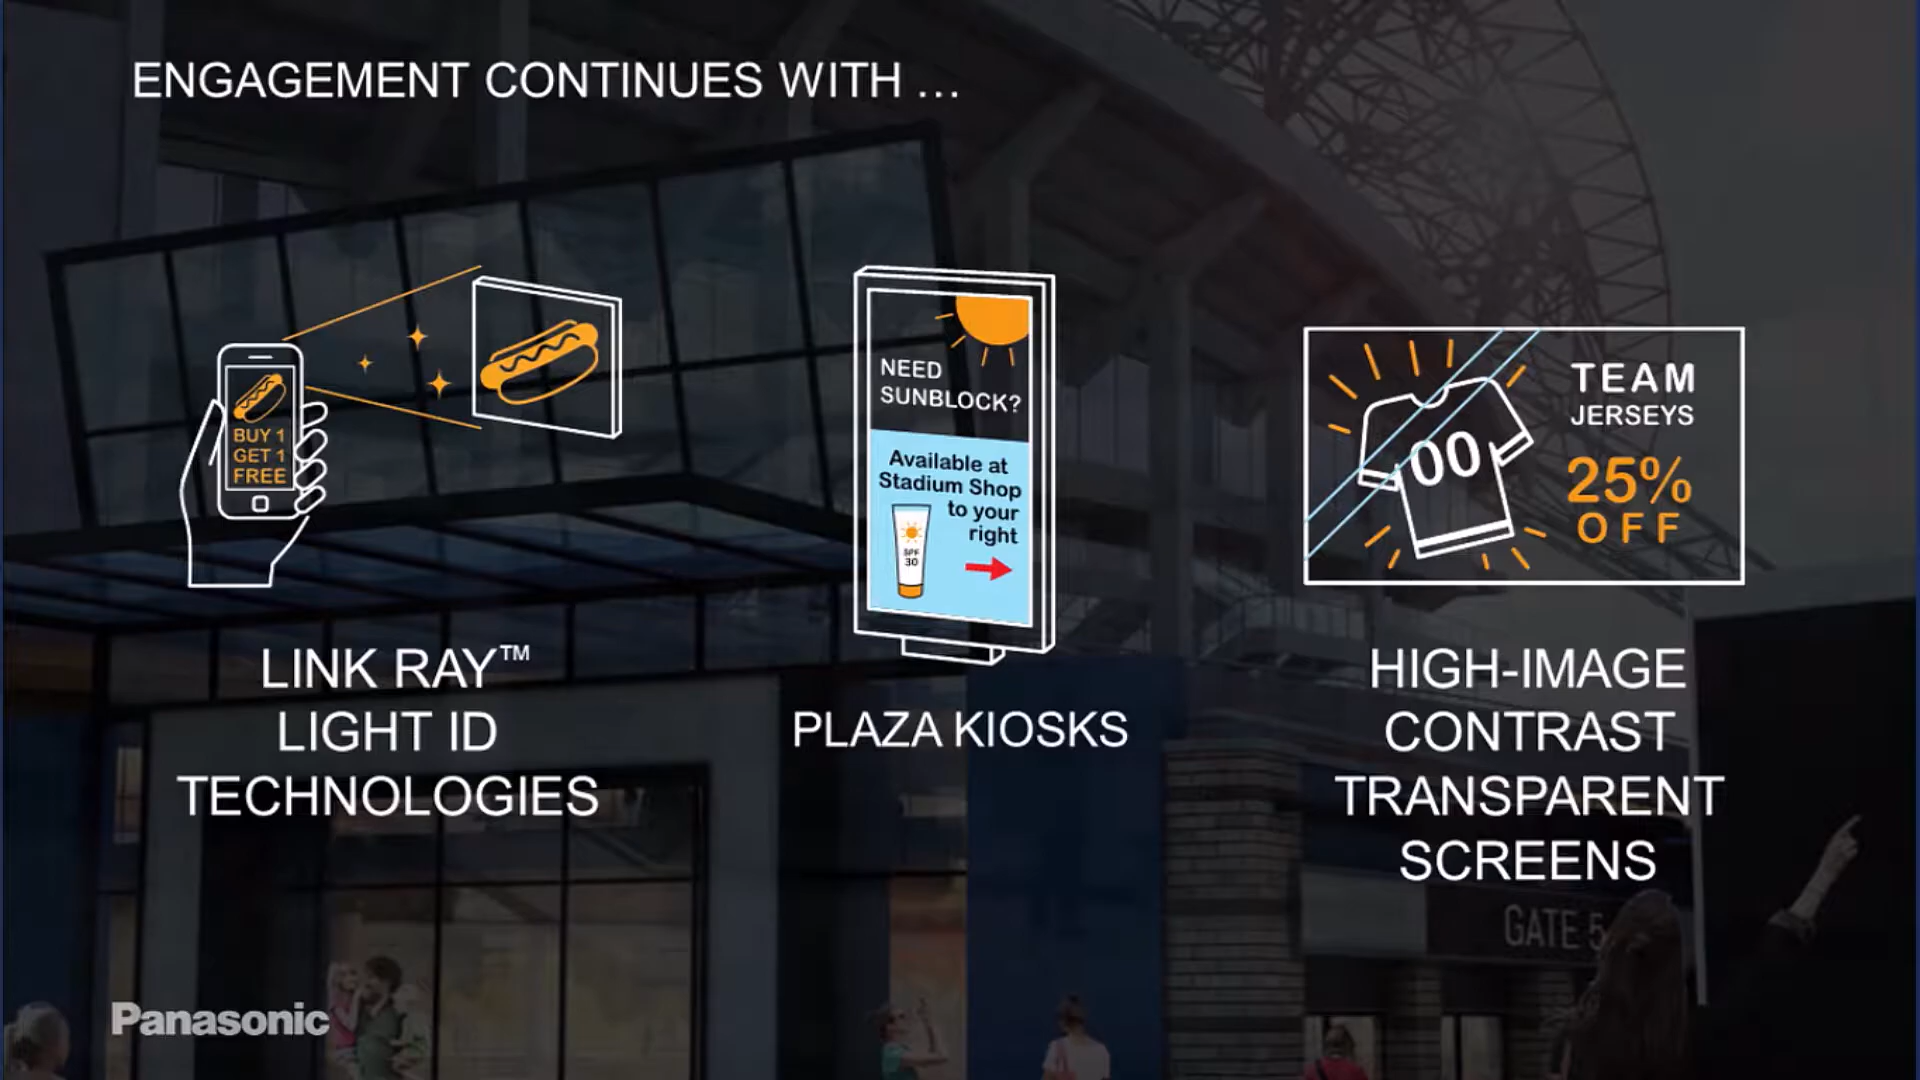 ENGAGEMENT CONTINUES WITH ...
BUY 1
GET 1
FREE
LINK RAY™
LIGHT ID
TECHNOLOGIES
NEED
SUNBLOCK?
Available at
Stadium Shop
to your
right
SPF
30
PLAZA KIOSKS
00
TEAM
JERSEYS
25%
OFF
HIGH-IMAGE
CONTRAST
TRANSPARENT
SCREENS
GATE 5
Panasonic